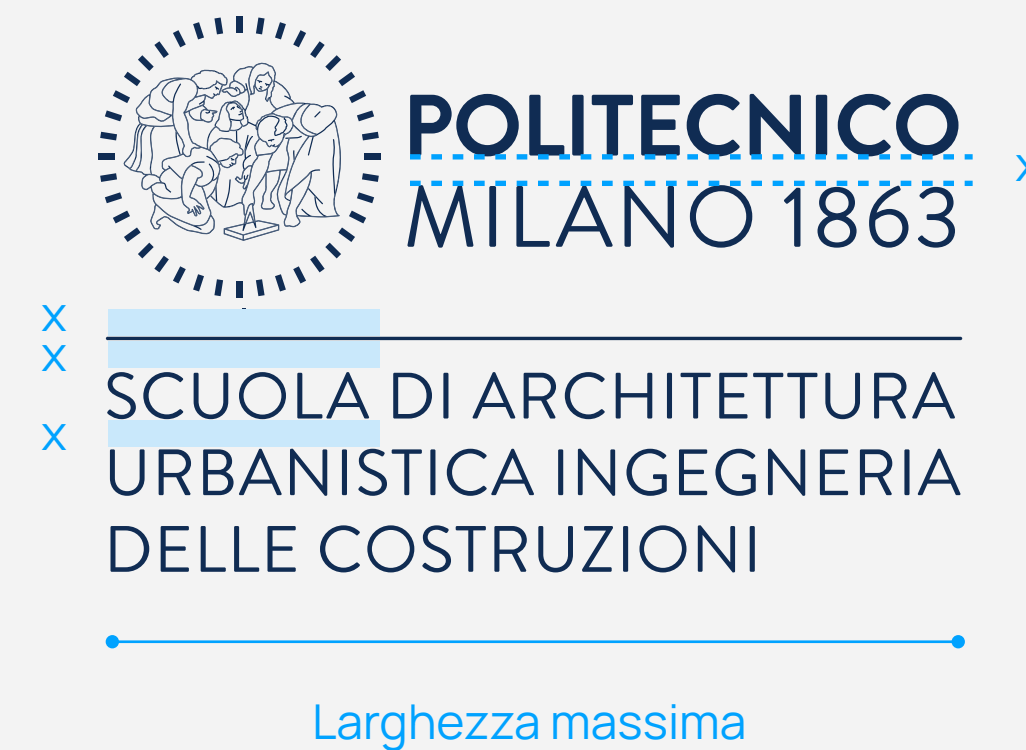 POLITECNICO
x
MILANO 1863
x
x
SCUOLA DI ARCHITETTURA
x
URBANISTICA INGEGNERIA
DELLE COSTRUZIONI
Larghezza massima